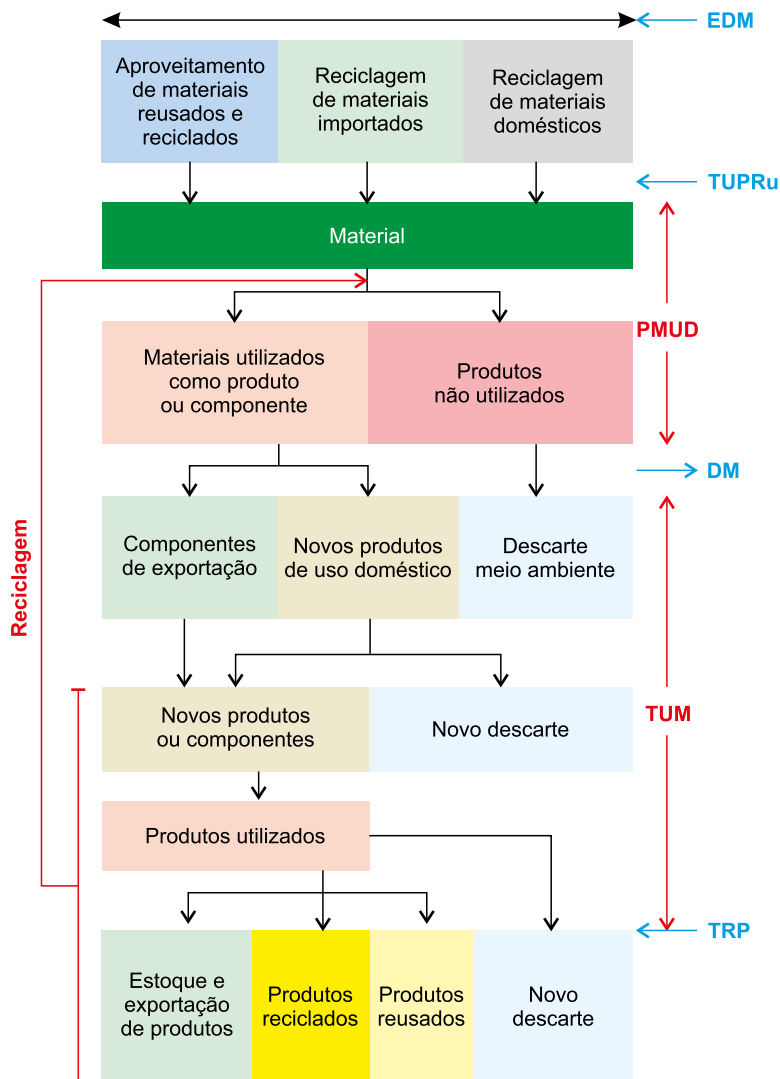 EDM
Aproveitamento
de materiais
reusados e
reciclados
Reciclagem
de materiais
importados
Reciclagem
de materiais
domésticos
TUPRu
Material
PMUD
Materiais utilizados
como produto
ou componente
Produtos
não utilizados
DM
Reciclagem
Componentes
de exportação
Novos produtos
de uso doméstico
Descarte
meio ambiente
TUM
Novos produtos
ou componentes
Novo descarte
Produtos utilizados
TRP
Estoque e
exportação
de produtos
Produtos
reciclados
Produtos
reusados
Novo
descarte